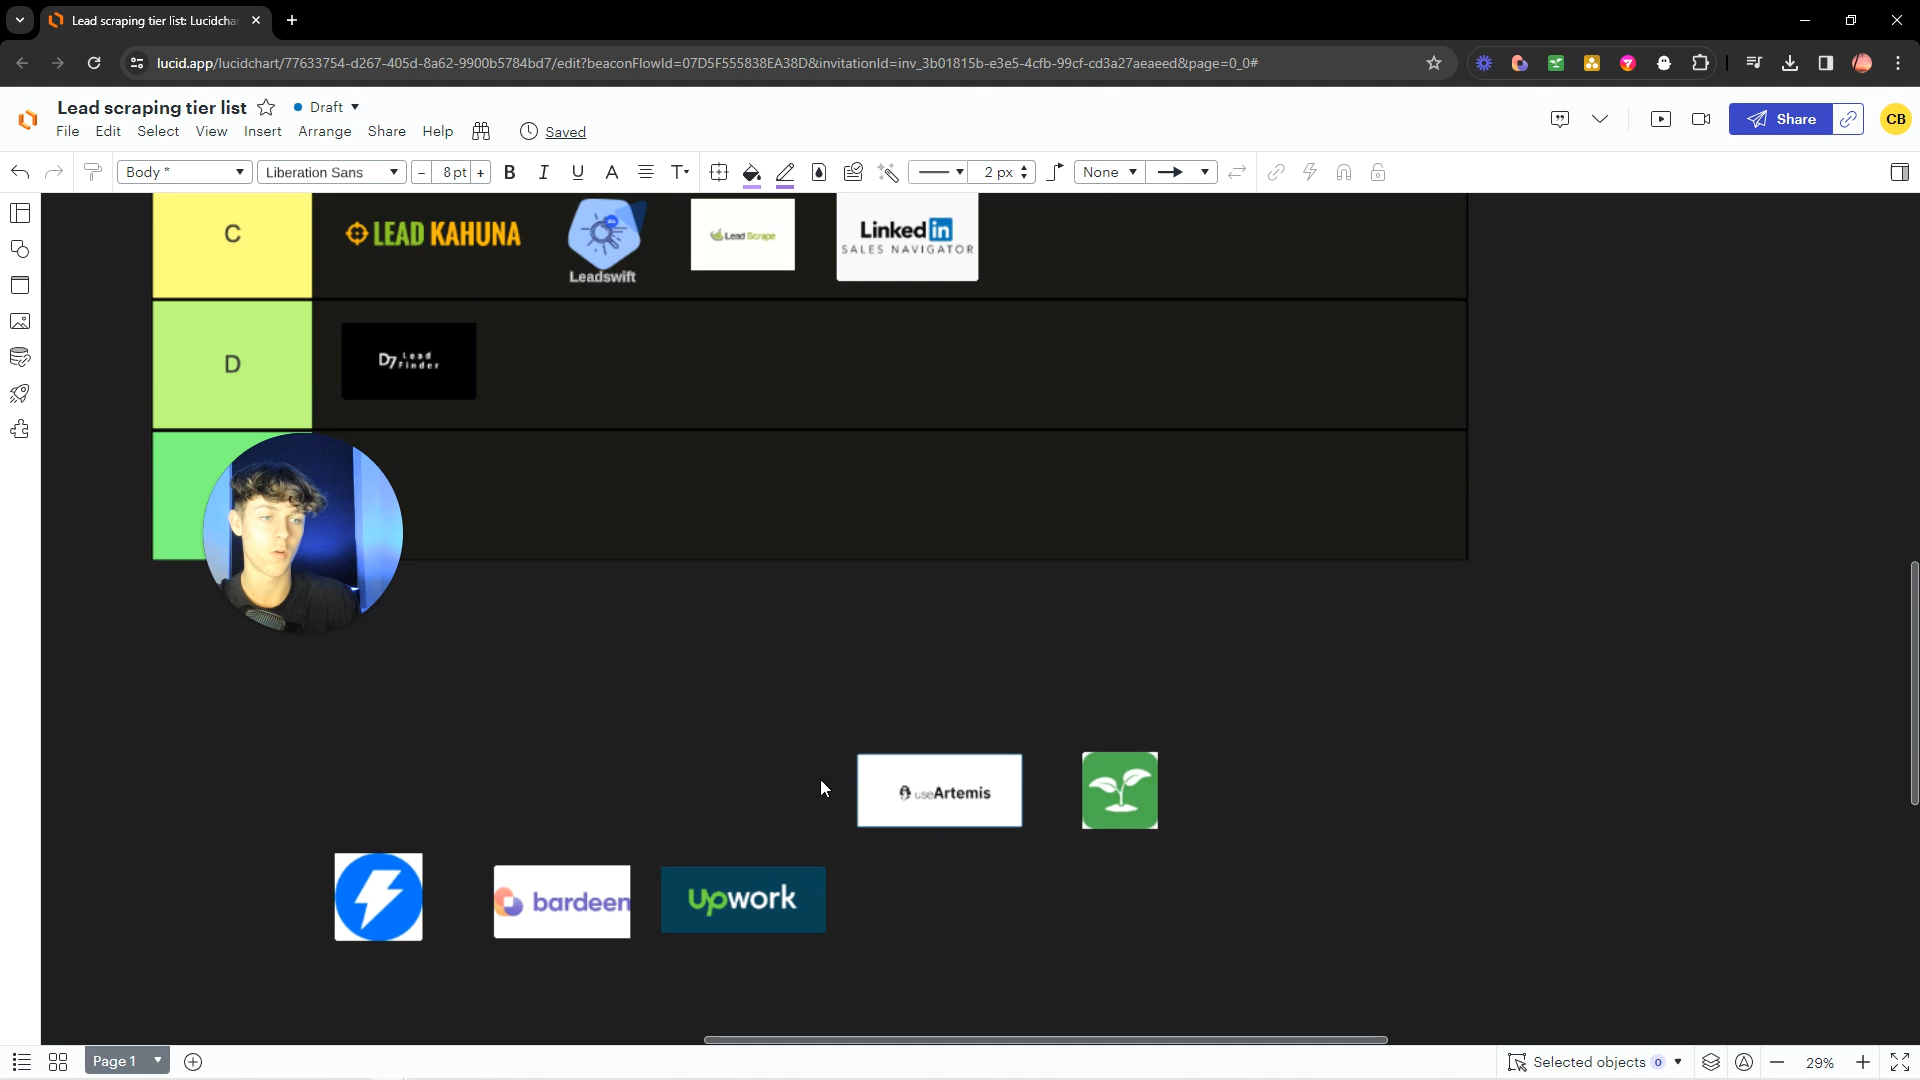 Lead scraping tier list: Lucidcha
lucid.app/lucidchart/77633754-d267-405d-8a62-9900b5784bd7/edit?beaconFlowId=07D5F555838EA38D&invitationId=inv_3b01815b-e3e5-4cfb-99cf-cd3a27aeaeed&page=0_0#
Lead scraping tier list
Draft
File Edit Select View Insert Arrange Share Help Saved
Share
CB
Body *
Liberation Sans
- 8 pt +
B I U A T
2 px
None
C
LEAD KAHUNA
Leadswift
Lead Scrape
Linked in
SALES NAVIGATOR
D
D7 Lead
Finder
useArtemis
bardeen
Upwork
Page 1
Selected objects 0
29%